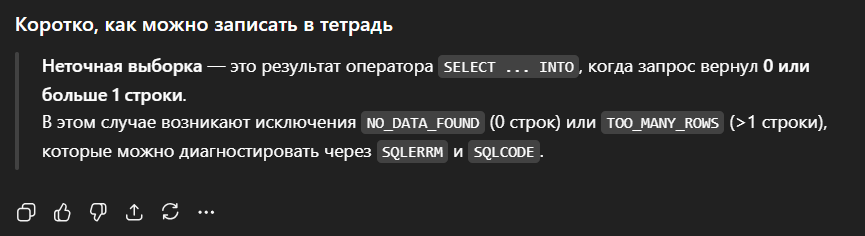 Коротко, как можно записать в тетрадь
Неточная выборка — это результат оператора SELECT ... INTO, когда запрос вернул 0 или
больше 1 строки.
В этом случае возникают исключения NO_DATA_FOUND (0 строк) или TOO_MANY_ROWS (>1 строки),
которые можно диагностировать через SQLERRM и SQLCODE.